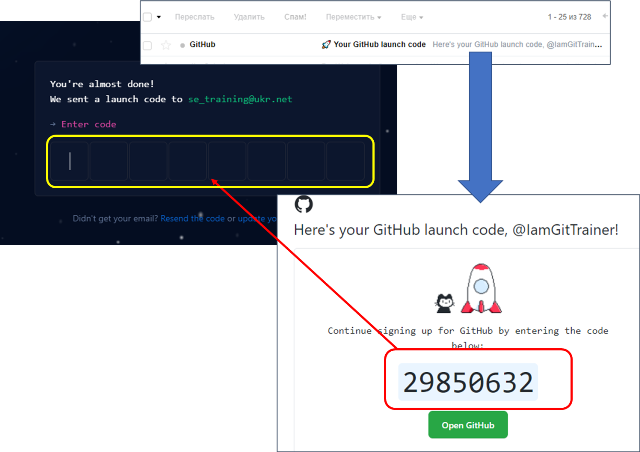 Переслать Удалить Спам! Переместить Еще 1 - 25 из 728
GitHub 🚀 Your GitHub launch code Here's your GitHub launch code, @IamGitTraine...
You're almost done!
We sent a launch code to se_training@ukr.net
→ Enter code
Didn't get your email? Resend the code or update yo
Here's your GitHub launch code, @IamGitTrainer!
Continue signing up for GitHub by entering the code
below:
29850632
Open GitHub